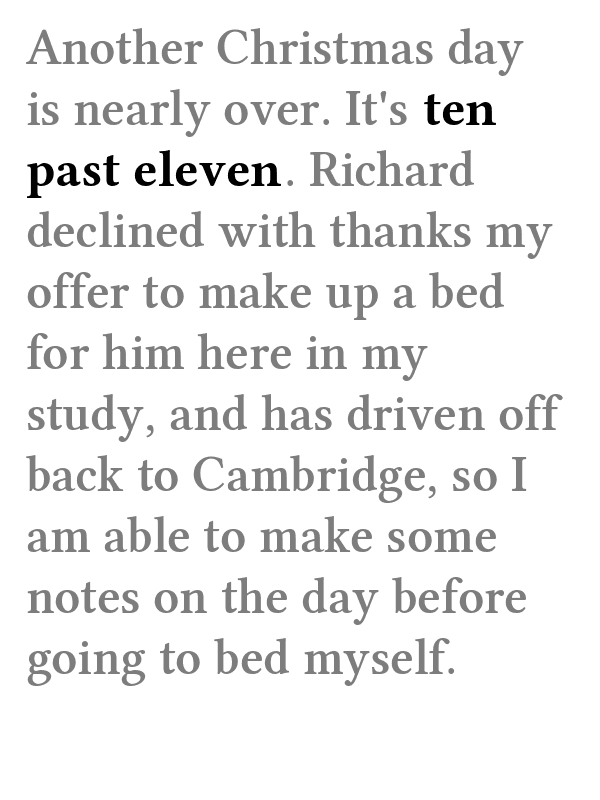 Another Christmas day
is nearly over. It's ten
past eleven. Richard
declined with thanks my
offer to make up a bed
for him here in my
study, and has driven off
back to Cambridge, so I
am able to make some
notes on the day before
going to bed myself.